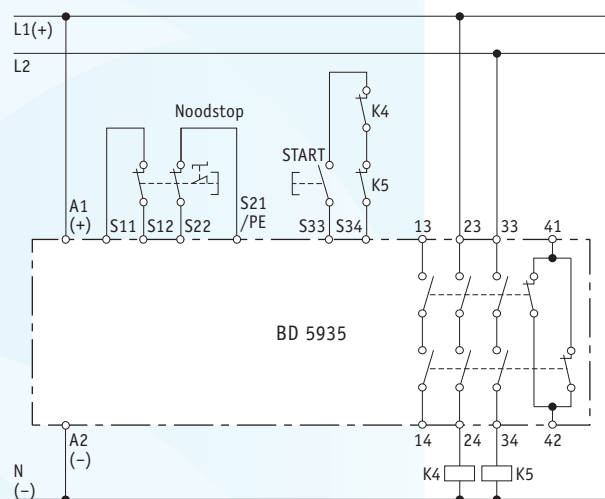 L1(+)
L2
Noodstop
K4
START
K5
A1
(+)
S11
S12
S22
S21
/PE
S33
S34
13
23
33
41
BD 5935
A2
(–)
14
24
34
42
N
(–)
K4
K5